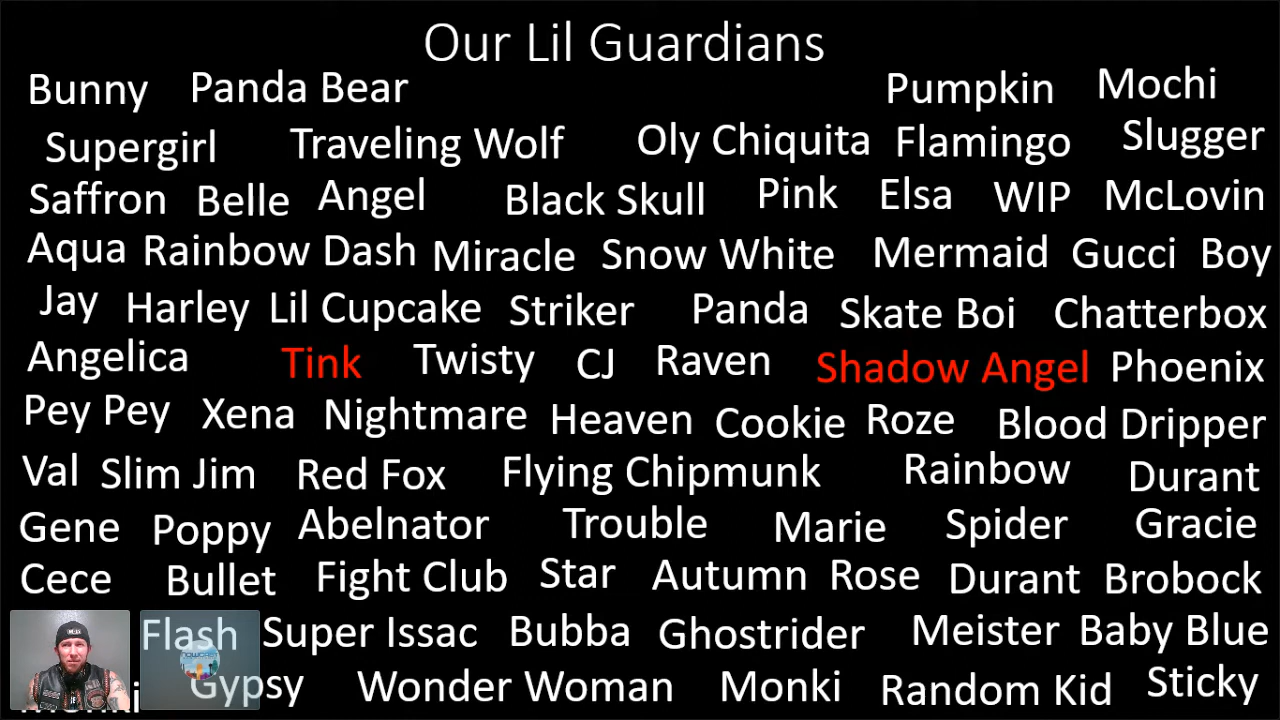 Our Lil Guardians
Bunny Panda Bear Pumpkin Mochi
Supergirl Traveling Wolf Oly Chiquita Flamingo Slugger
Saffron Belle Angel Black Skull Pink Elsa WIP McLovin
Aqua Rainbow Dash Miracle Snow White Mermaid Gucci Boy
Jay Harley Lil Cupcake Striker Panda Skate Boi Chatterbox
Angelica Tink Twisty CJ Raven Shadow Angel Phoenix
Pey Pey Xena Nightmare Heaven Cookie Roze Blood Dripper
Val Slim Jim Red Fox Flying Chipmunk Rainbow Durant
Gene Poppy Abelnator Trouble Marie Spider Gracie
Cece Bullet Fight Club Star Autumn Rose Durant Brobock
Flash Super Issac Bubba Ghostrider Meister Baby Blue
Gypsy Wonder Woman Monki Random Kid Sticky